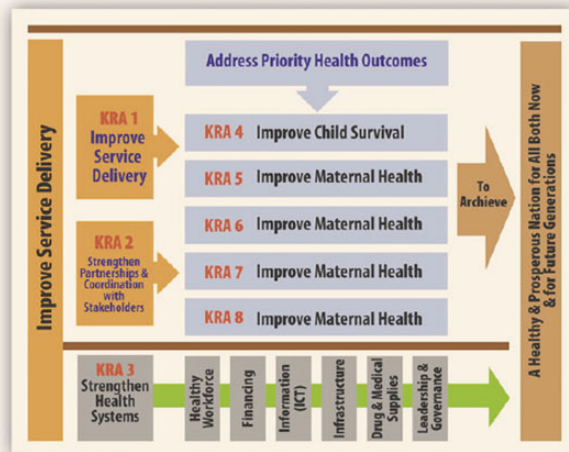 Improve Service Delivery
Address Priority Health Outcomes
KRA 1
Improve
Service
Delivery
KRA 2
Strengthen
Partnerships &
Coordination
with
Stakeholders
KRA 4 Improve Child Survival
KRA 5 Improve Maternal Health
KRA 6 Improve Maternal Health
KRA 7 Improve Maternal Health
KRA 8 Improve Maternal Health
To
Achieve
A Healthy & Prosperous Nation for All Both Now
& for Future Generations
KRA 3
Strengthen
Health
Systems
Healthy
Workforce
Financing
Information
(ICT)
Infrastructure
Drug & Medical
Supplies
Leadership &
Governance